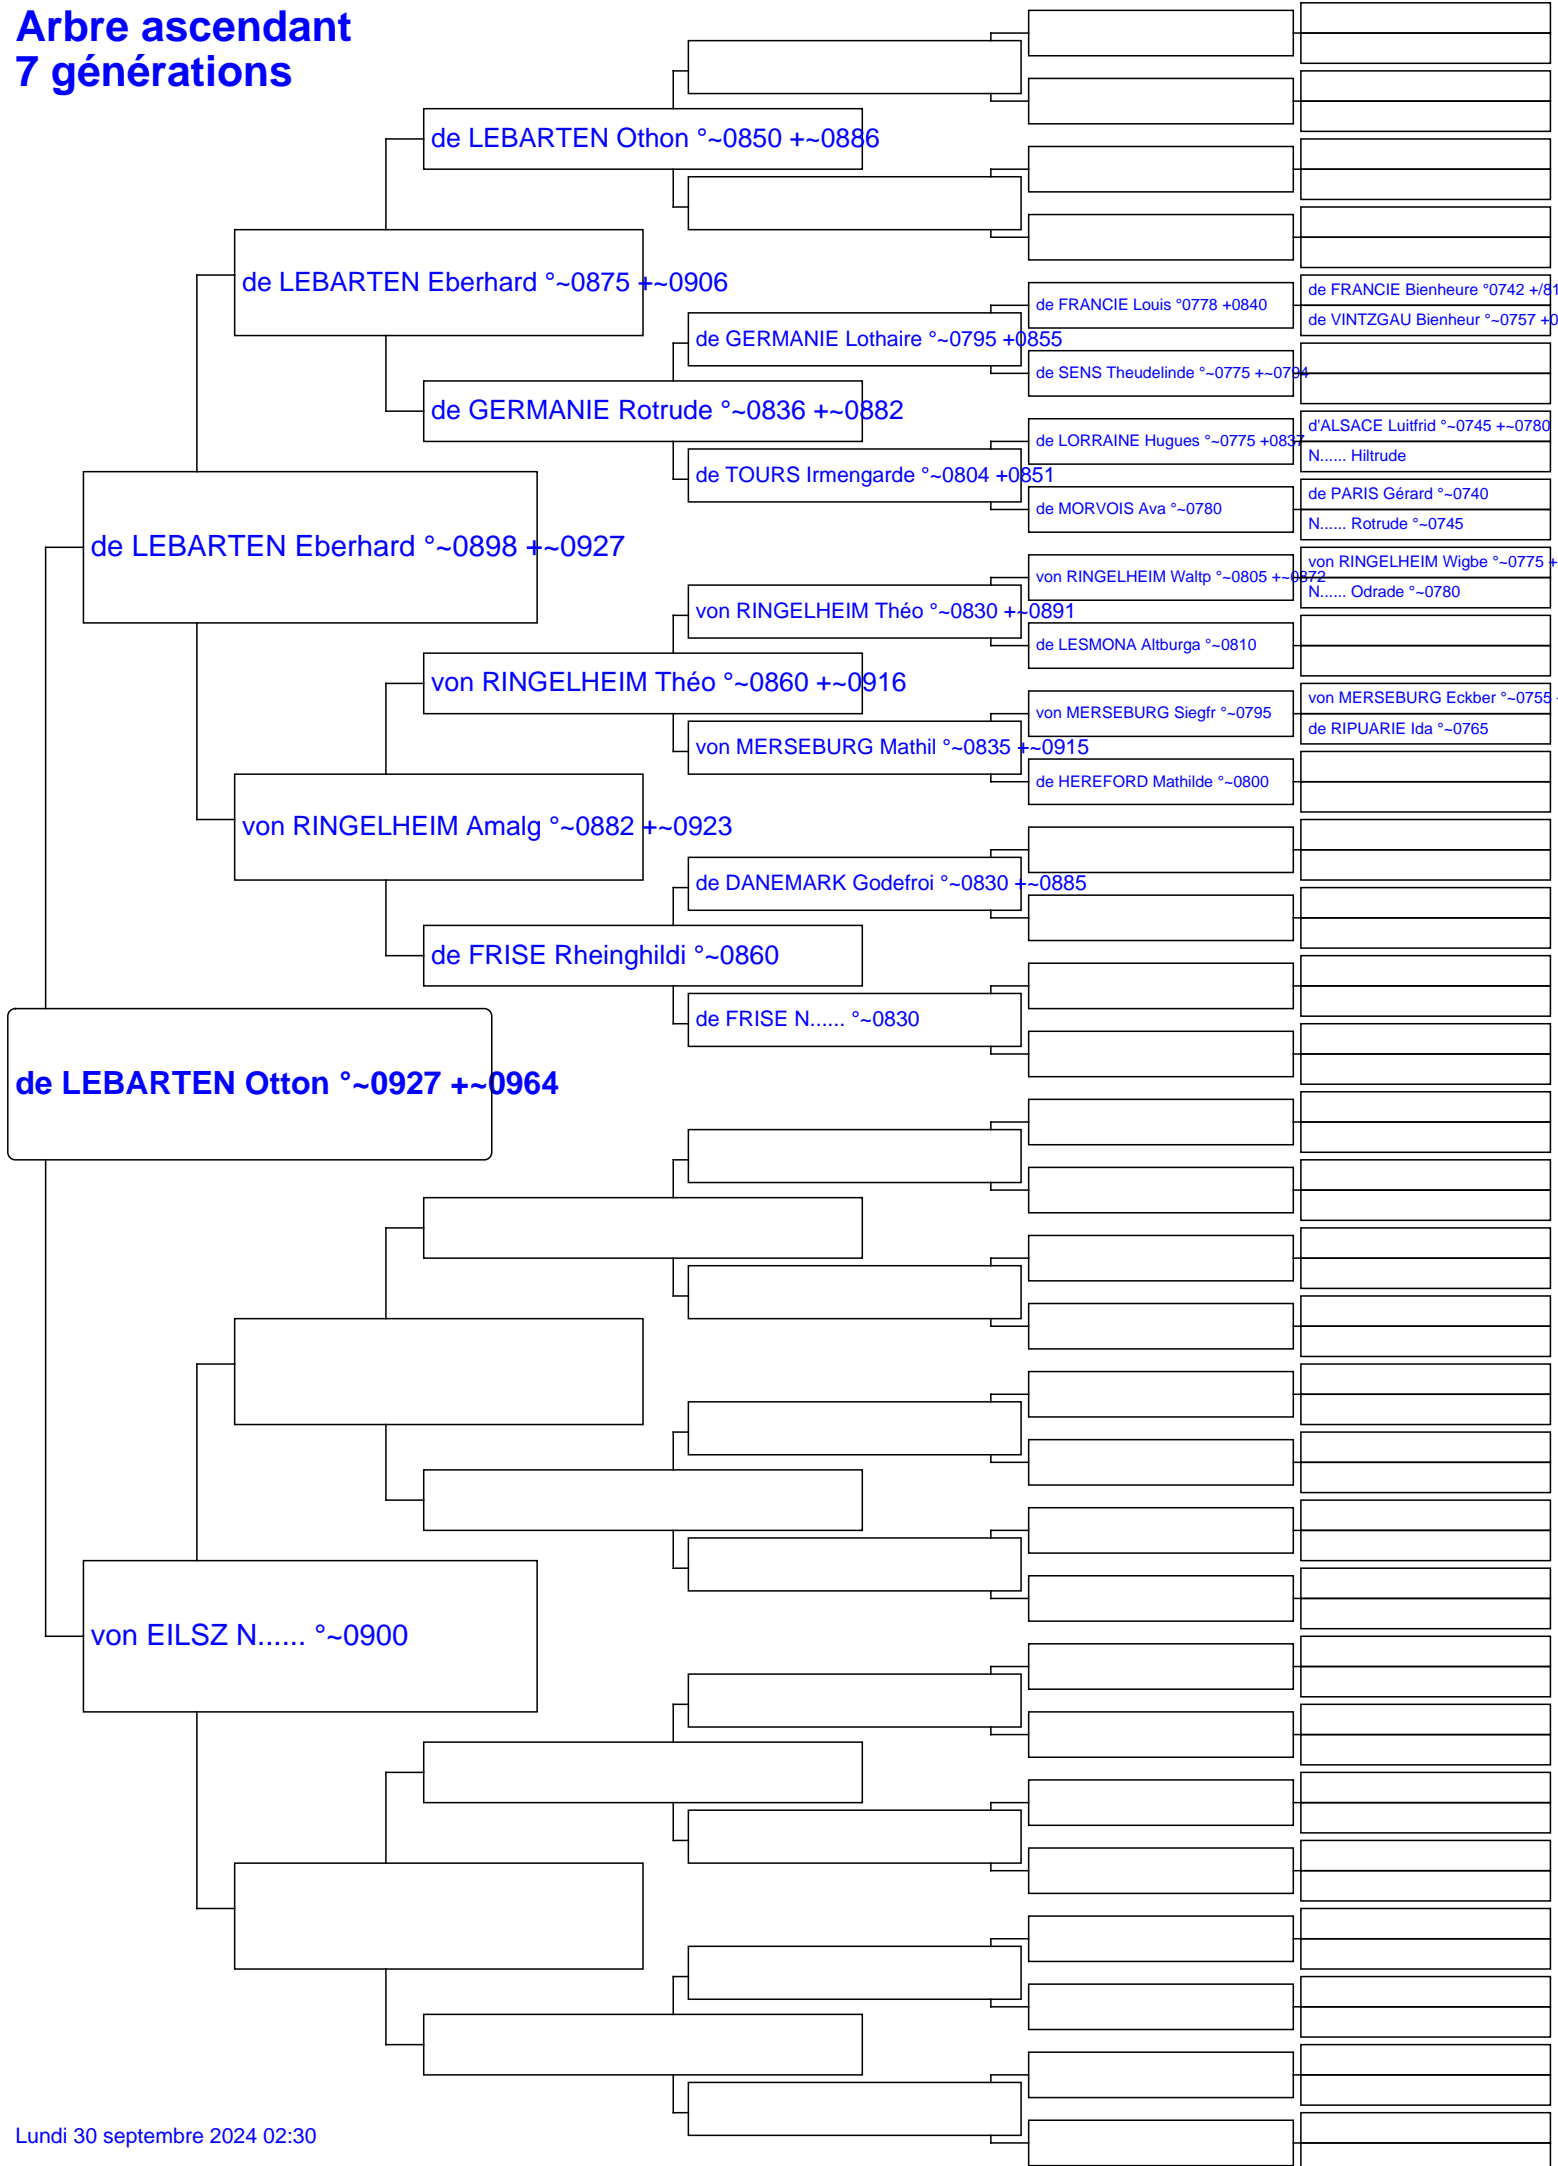 Arbre ascendant
7 générations
de LEBARTEN Othon °~0850 +~0886
de LEBARTEN Eberhard °~0875 +~0906
de FRANCIE Bienheure °0742 +/81
de FRANCIE Louis °0778 +0840
de VINTZGAU Bienheur °~0757 +0
de GERMANIE Lothaire °~0795 +0855
de SENS Theudelinde °~0775 +~0794
de GERMANIE Rotrude °~0836 +~0882
d'ALSACE Luitfrid °~0745 +~0780
de LORRAINE Hugues °~0775 +0837
N...... Hiltrude
de TOURS Irmengarde °~0804 +0851
de PARIS Gérard °~0740
de MORVOIS Ava °~0780
N...... Rotrude °~0745
de LEBARTEN Eberhard °~0898 +~0927
von RINGELHEIM Wigbe °~0775 +
von RINGELHEIM Waltp °~0805 +~0872
N...... Odrade °~0780
von RINGELHEIM Théo °~0830 +~0891
de LESMONA Altburga °~0810
von RINGELHEIM Théo °~0860 +~0916
von MERSEBURG Eckber °~0755
von MERSEBURG Siegfr °~0795
de RIPUARIE Ida °~0765
von MERSEBURG Mathil °~0835 +~0915
de HEREFORD Mathilde °~0800
von RINGELHEIM Amalg °~0882 +~0923
de DANEMARK Godefroi °~0830 +~0885
de FRISE Rheinghildi °~0860
de FRISE N...... °~0830
de LEBARTEN Otton °~0927 +~0964
von EILSZ N...... °~0900
Lundi 30 septembre 2024 02:30